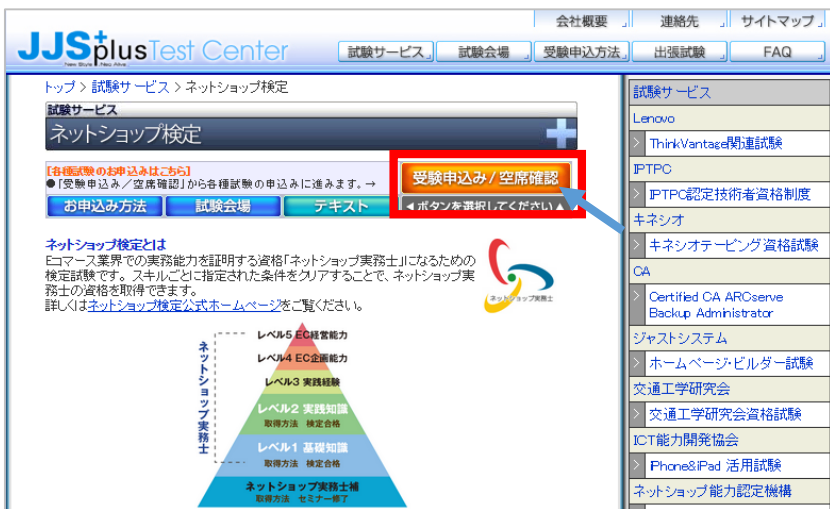 会社概要
連絡先
サイトマップ
JJS+plus Test Center
New Style, Neo Alive.
試験サービス
試験会場
受験申込方法
出張試験
FAQ
トップ > 試験サービス > ネットショップ検定
試験サービス
ネットショップ検定
[各種試験のお申込みはこちら]
●「受験申込み/空席確認」から各種試験の申込みに進みます。→
受験申込み/空席確認
お申込み方法
試験会場
テキスト
◀ボタンを選択してください▲
ネットショップ検定とは
Eコマース業界での実務能力を証明する資格「ネットショップ実務士」になるための
検定試験です。スキルごとに指定された条件をクリアすることで、ネットショップ実
務士の資格を取得できます。
詳しくはネットショップ検定公式ホームページをご覧ください。
ネットショップ実務士
ネットショップ実務士
レベル5 EC経営能力
レベル4 EC企画能力
レベル3 実践経験
レベル2 実践知識
取得方法 検定合格
レベル1 基礎知識
取得方法 検定合格
ネットショップ実務士補
取得方法 セミナー修了
試験サービス
Lenovo
ThinkVantage関連試験
IPTPC
IPTPC認定技術者資格制度
キネシオ
キネシオテーピング資格試験
CA
Certified CA ARCserve
Backup Administrator
ジャストシステム
ホームページ・ビルダー試験
交通工学研究会
交通工学研究会資格試験
ICT能力開発協会
iPhone&iPad 活用試験
ネットショップ能力認定機構